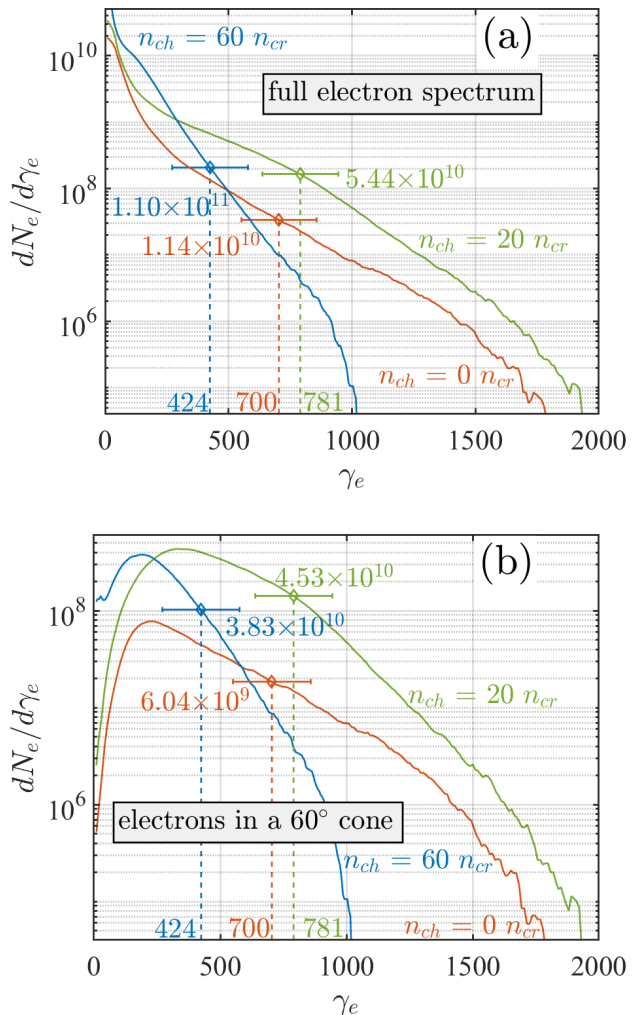 (a)
n_ch = 60 n_cr
full electron spectrum
10^10
10^8
10^6
dN_e/dγ_e
5.44×10^10
1.10×10^11
1.14×10^10
n_ch = 20 n_cr
n_ch = 0 n_cr
424 700 781
0 500 1000 1500 2000
γ_e
(b)
4.53×10^10
10^8
10^6
dN_e/dγ_e
3.83×10^10
6.04×10^9
n_ch = 20 n_cr
electrons in a 60° cone
n_ch = 60 n_cr
n_ch = 0 n_cr
424 700 781
0 500 1000 1500 2000
γ_e